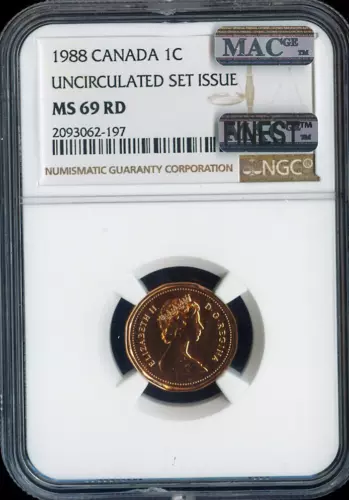 1988 CANADA 1C
UNCIRCULATED SET ISSUE
MS 69 RD
2093062-197
NUMISMATIC GUARANTY CORPORATION
NGC
MAC
FINEST
ELIZABETH II D·G·REGINA